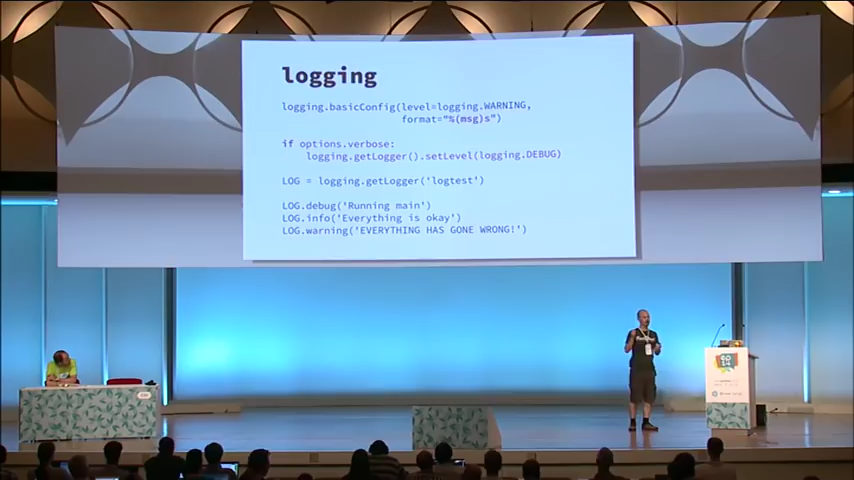 logging
logging.basicConfig(level=logging.WARNING,
format="%(msg)s")
if options.verbose:
logging.getLogger().setLevel(logging.DEBUG)
LOG = logging.getLogger('logtest')
LOG.debug('Running main')
LOG.info('Everything is okay')
LOG.warning('EVERYTHING HAS GONE WRONG!')